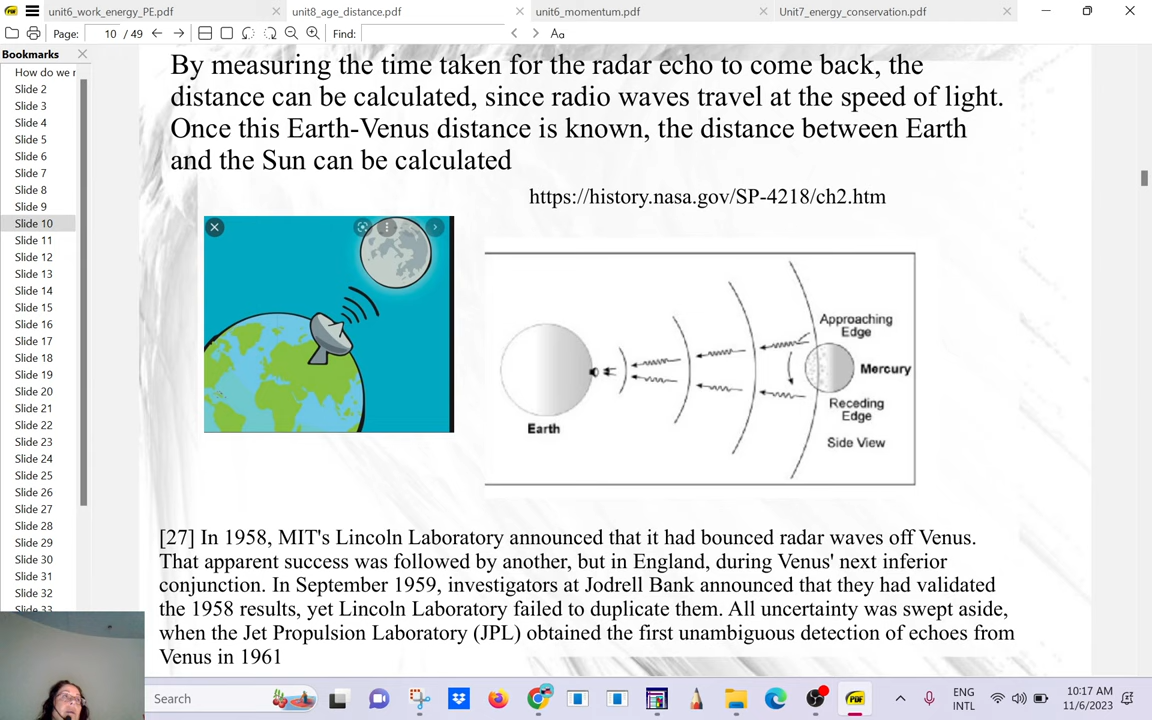 unit6_work_energy_PE.pdf
unit8_age_distance.pdf
unit6_momentum.pdf
Unit7_energy_conservation.pdf
Page: 10 / 49
Find:
Aa
Bookmarks
How do we r
Slide 2
Slide 3
Slide 4
Slide 5
Slide 6
Slide 7
Slide 8
Slide 9
Slide 10
Slide 11
Slide 12
Slide 13
Slide 14
Slide 15
Slide 16
Slide 17
Slide 18
Slide 19
Slide 20
Slide 21
Slide 22
Slide 23
Slide 24
Slide 25
Slide 26
Slide 27
Slide 28
Slide 29
Slide 30
Slide 31
Slide 32
Slide 33
By measuring the time taken for the radar echo to come back, the
distance can be calculated, since radio waves travel at the speed of light.
Once this Earth-Venus distance is known, the distance between Earth
and the Sun can be calculated
https://history.nasa.gov/SP-4218/ch2.htm
Approaching
Edge
Mercury
Receding
Edge
Side View
Earth
[27] In 1958, MIT's Lincoln Laboratory announced that it had bounced radar waves off Venus.
That apparent success was followed by another, but in England, during Venus' next inferior
conjunction. In September 1959, investigators at Jodrell Bank announced that they had validated
the 1958 results, yet Lincoln Laboratory failed to duplicate them. All uncertainty was swept aside,
when the Jet Propulsion Laboratory (JPL) obtained the first unambiguous detection of echoes from
Venus in 1961
Search
ENG
INTL
10:17 AM
11/6/2023